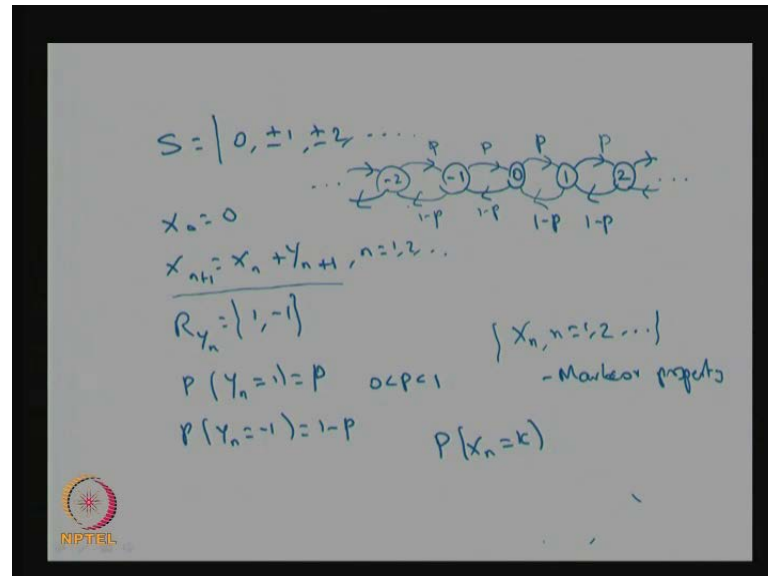 S = { 0, ±1, ±2, ....
P P P P
... -2 -1 0 1 2 ...
1-P 1-P 1-P 1-P
X₀ = 0
Xₙ₊₁ = Xₙ + Yₙ₊₁, n=1,2..
R_Yₙ = {1, -1}
{Xₙ, n=1,2 ...}
P(Yₙ = 1) = P 0<P<1
- Markov property
P(Yₙ = -1) = 1-P
P(Xₙ = k)
NPTEL